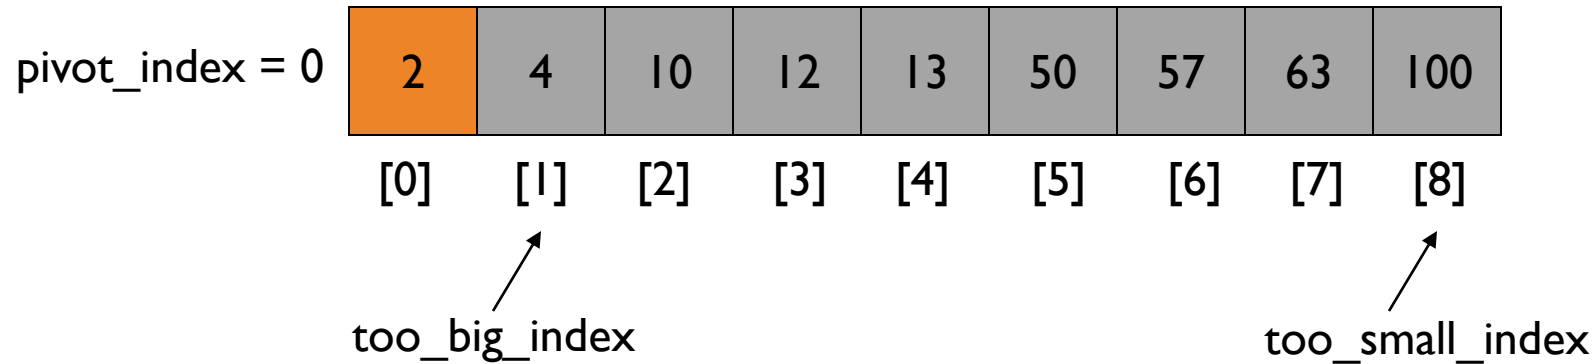 pivot_index = 0 2 4 10 12 13 50 57 63 100
[0] [1] [2] [3] [4] [5] [6] [7] [8]
too_big_index too_small_index